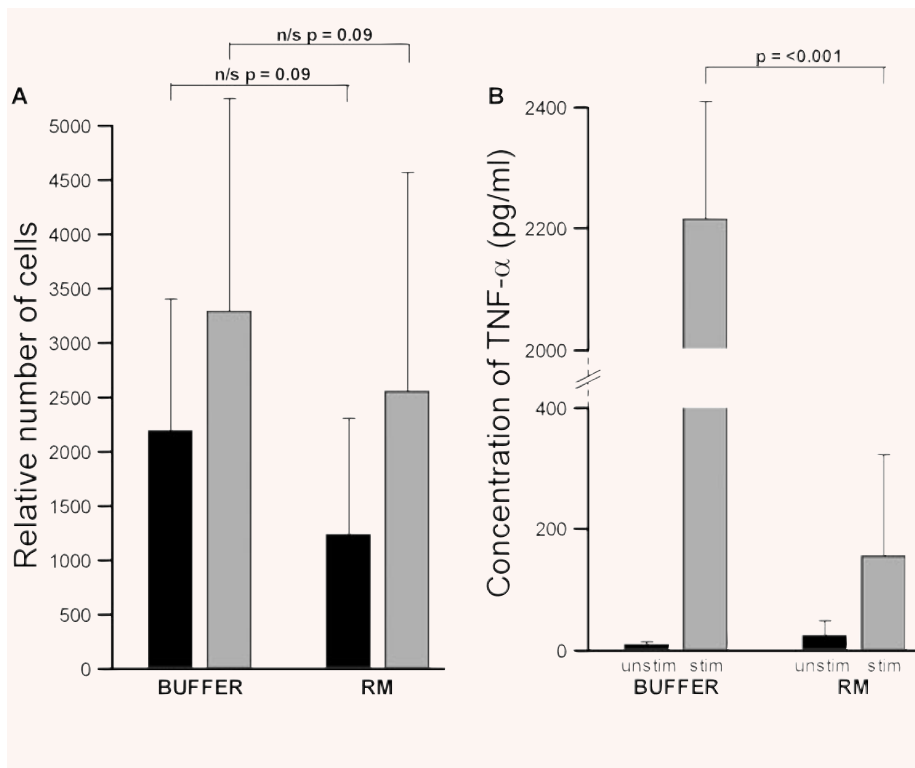 n/s p = 0.09
n/s p = 0.09
A
Relative number of cells
5000
4500
4000
3500
3000
2500
2000
1500
1000
500
0
BUFFER
RM
p = <0.001
B
Concentration of TNF-α (pg/ml)
2400
2200
2000
400
200
0
unstim stim
unstim stim
BUFFER
RM